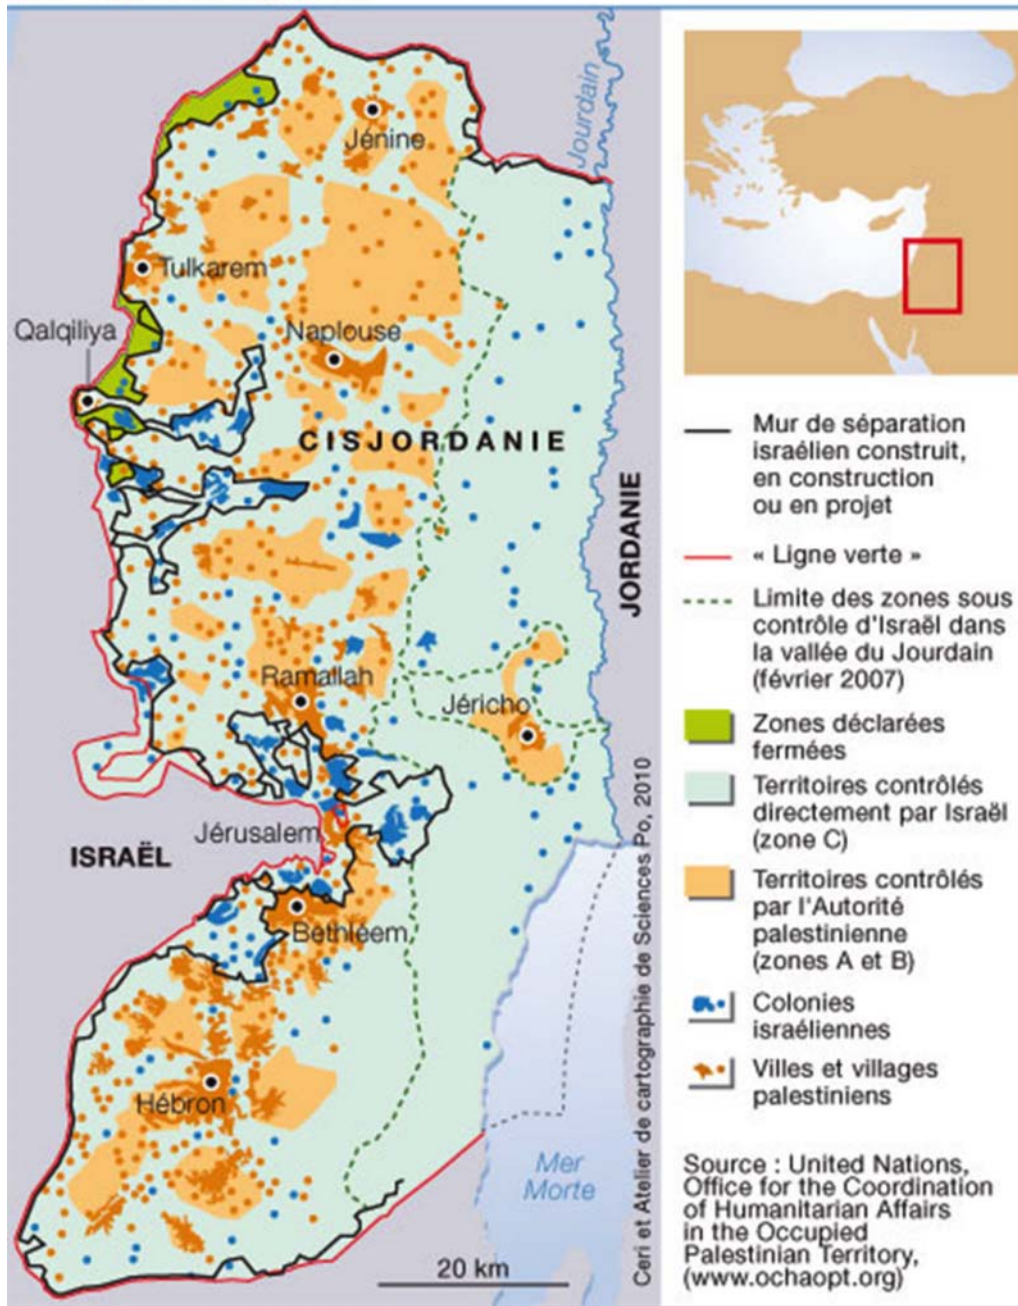 Jourdain
Jénine
Tulkarem
Qalqiliya
Naplouse
CISJORDANIE
JORDANIE
Ramallah
Jéricho
Jérusalem
ISRAËL
Bethléem
Hébron
Mer
Morte
20 km
Ceri et Atelier de cartographie de Sciences Po, 2010
Mur de séparation
israélien construit,
en construction
ou en projet
« Ligne verte »
Limite des zones sous
contrôle d'Israël dans
la vallée du Jourdain
(février 2007)
Zones déclarées
fermées
Territoires contrôlés
directement par Israël
(zone C)
Territoires contrôlés
par l'Autorité
palestinienne
(zones A et B)
Colonies
israéliennes
Villes et villages
palestiniens
Source : United Nations,
Office for the Coordination
of Humanitarian Affairs
in the Occupied
Palestinian Territory,
(www.ochaopt.org)